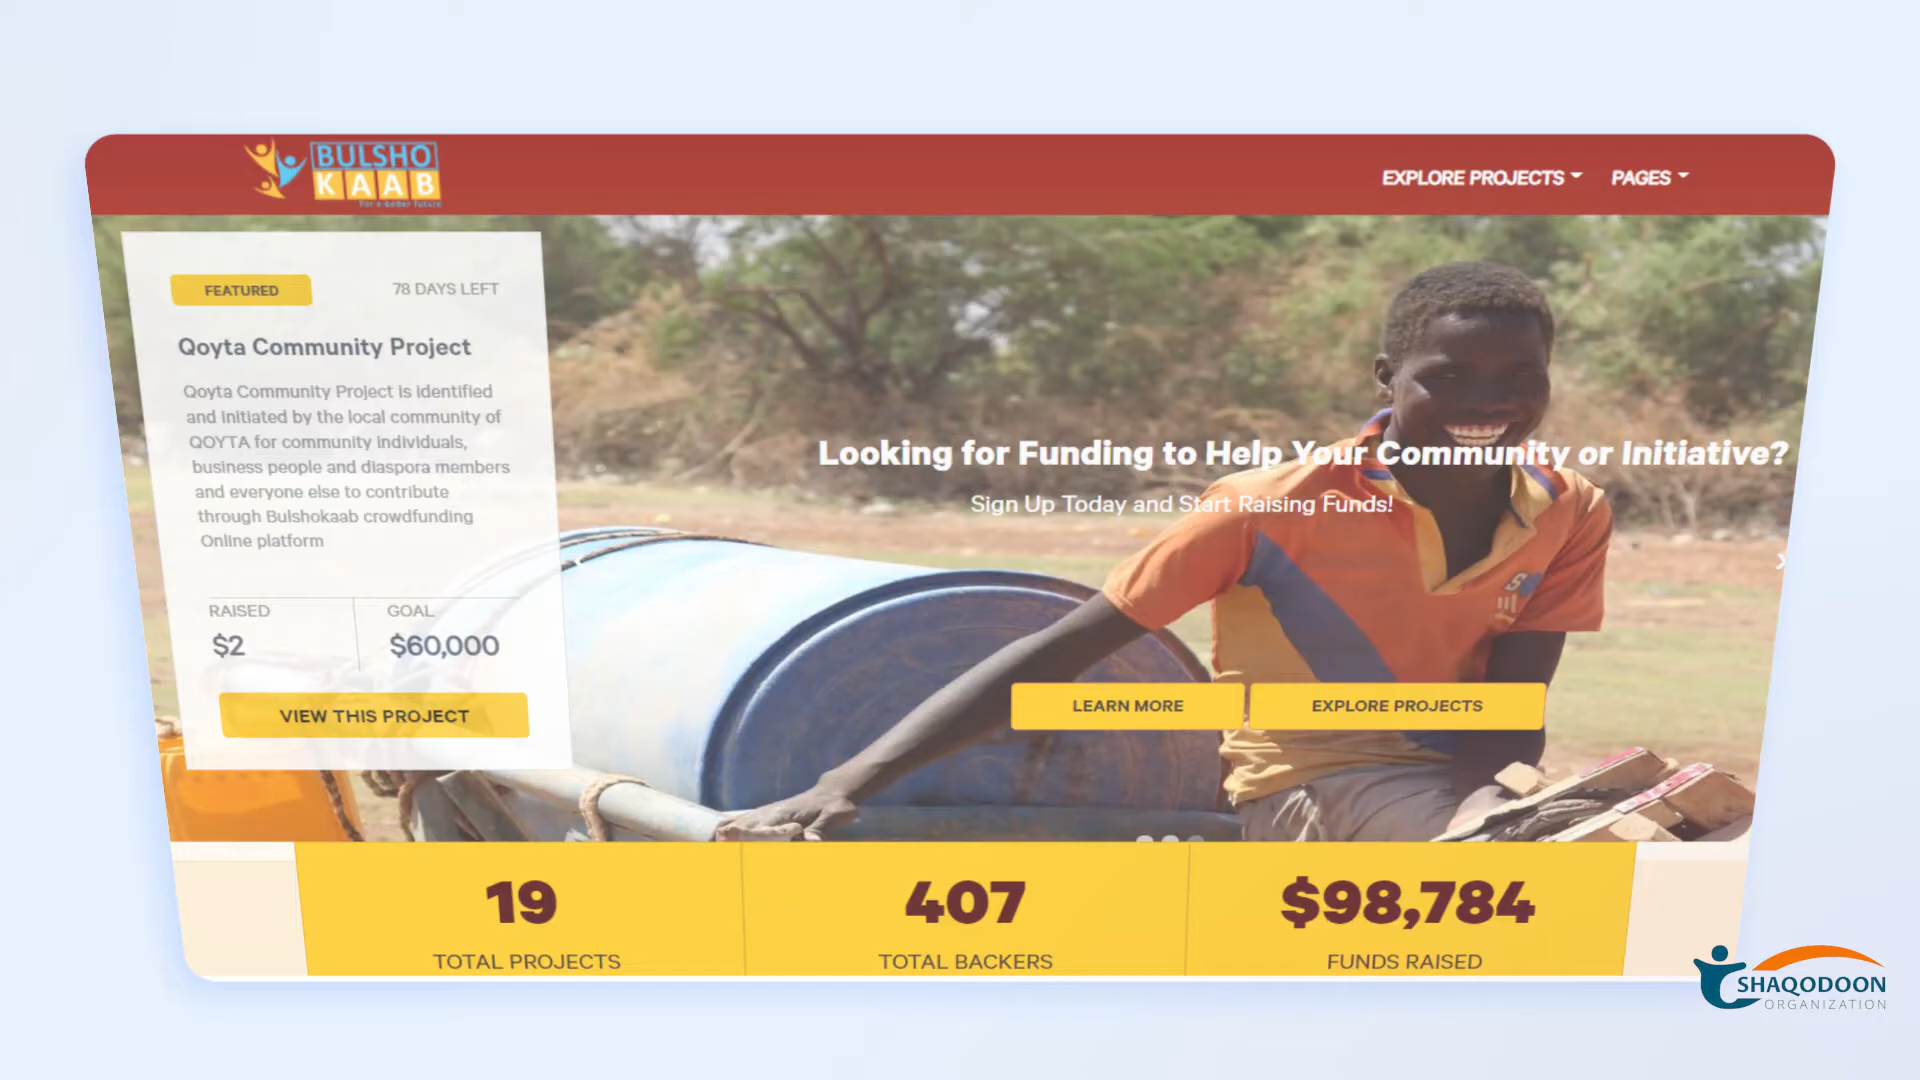 BULSHO
KAAB
For a better future
EXPLORE PROJECTS
PAGES
FEATURED
78 DAYS LEFT
Qoyta Community Project
Qoyta Community Project is identified
and initiated by the local community of
QOYTA for community individuals,
business people and diaspora members
and everyone else to contribute
through Bulshokaab crowdfunding
Online platform
RAISED
GOAL
$2
$60,000
VIEW THIS PROJECT
Looking for Funding to Help Your Community or Initiative?
Sign Up Today and Start Raising Funds!
LEARN MORE
EXPLORE PROJECTS
19
TOTAL PROJECTS
407
TOTAL BACKERS
$98,784
FUNDS RAISED
SHAQODOON
ORGANIZATION